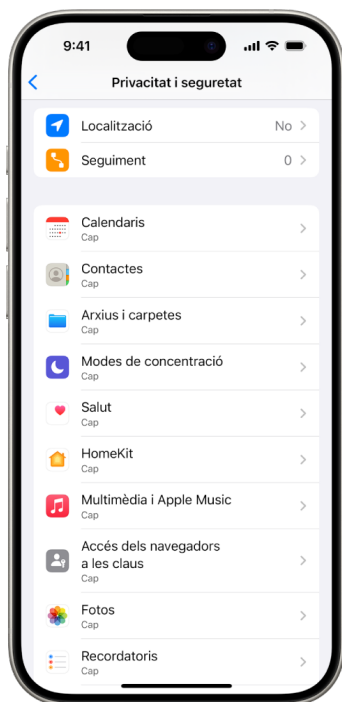 9:41
Privacitat i seguretat
Localització No
Seguiment 0
Calendaris
Cap
Contactes
Cap
Arxius i carpetes
Cap
Modes de concentració
Cap
Salut
Cap
HomeKit
Cap
Multimèdia i Apple Music
Cap
Accés dels navegadors
a les claus
Cap
Fotos
Cap
Recordatoris
Cap